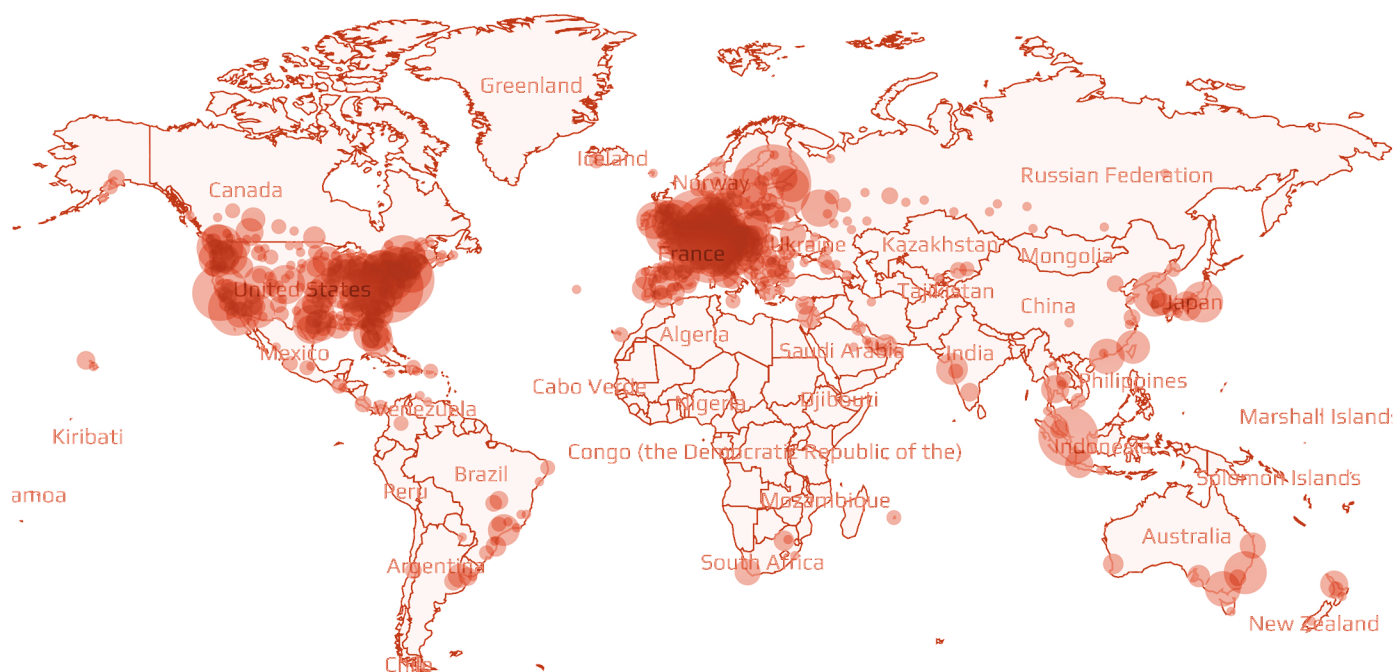 Greenland
Iceland
Norway
Russian Federation
Canada
Ukraine
Kazakhstan
France
Mongolia
United States
Tajikistan
China
Japan
Algeria
Mexico
Saudi Arabia
India
Philippines
Cabo Verde
Nigeria
Djibouti
Venezuela
Marshall Islands
Kiribati
Congo (the Democratic Republic of the)
Indonesia
Brazil
Solomon Islands
Peru
amoa
Mozambique
Australia
South Africa
Argentina
New Zealand
Chile